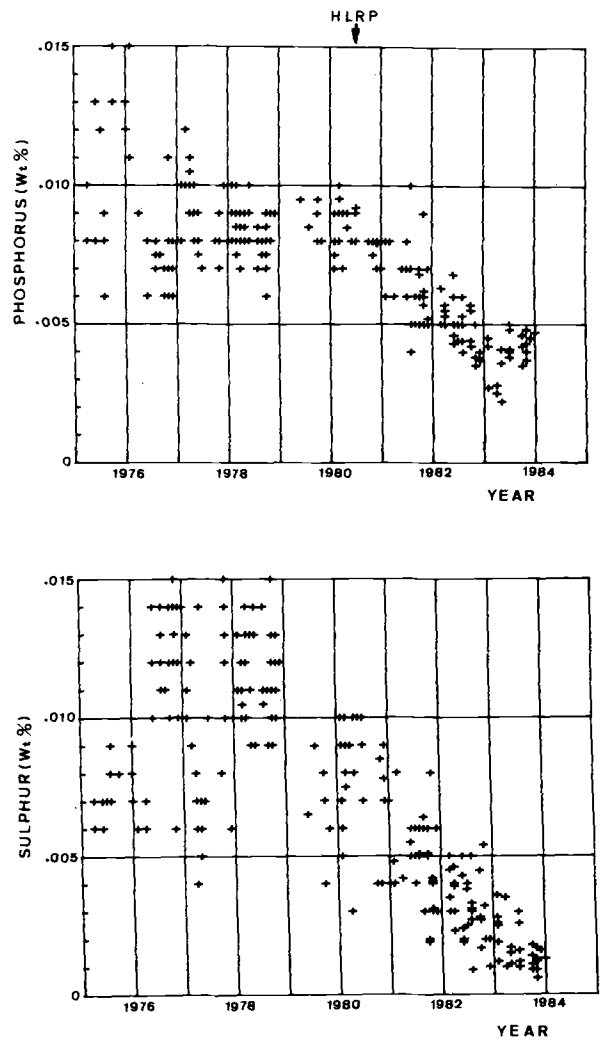 HLRP
.015
.010
.005
0
PHOSPHORUS (Wt %)
1976 1978 1980 1982 1984
YEAR
.015
.010
.005
0
SULPHUR (Wt %)
1976 1978 1980 1982 1984
YEAR